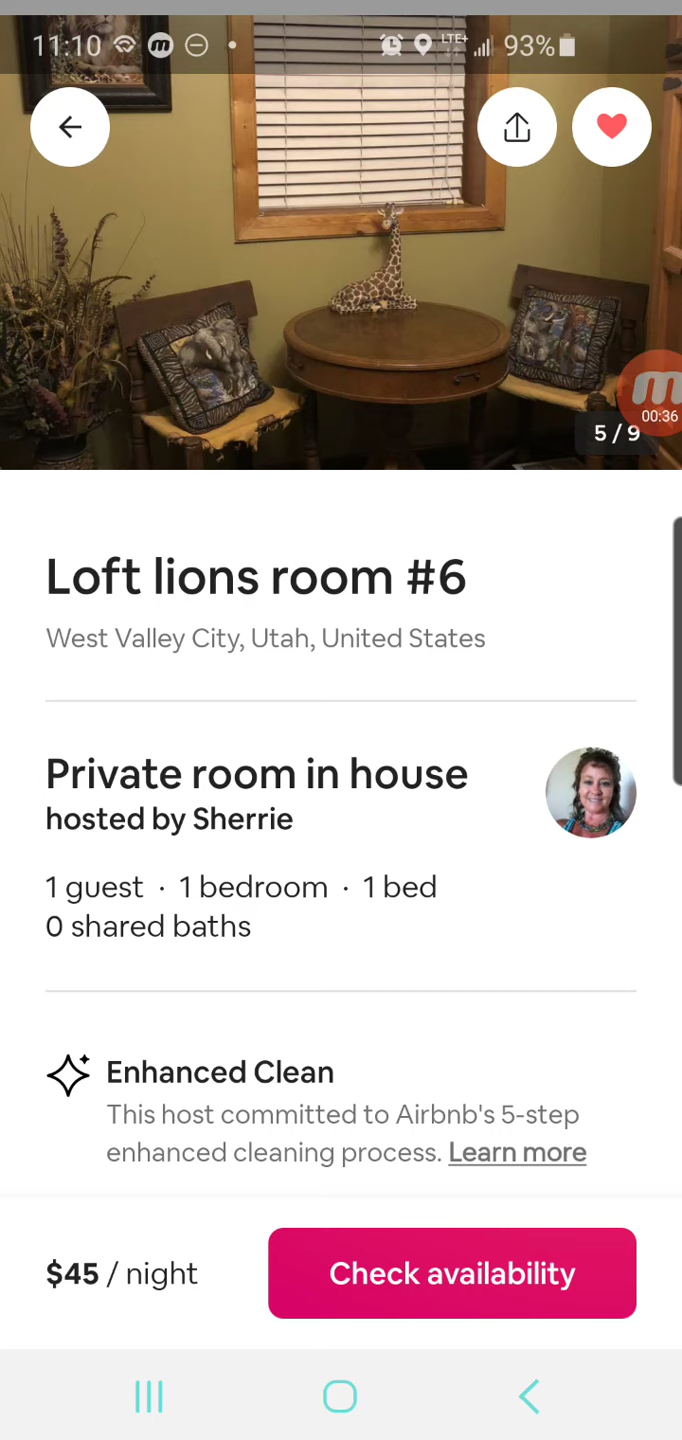 11:10
LTE+
93%
m
00:36
5 / 9
Loft lions room #6
West Valley City, Utah, United States
Private room in house
hosted by Sherrie
1 guest · 1 bedroom · 1 bed
0 shared baths
Enhanced Clean
This host committed to Airbnb's 5-step
enhanced cleaning process. Learn more
$45 / night
Check availability